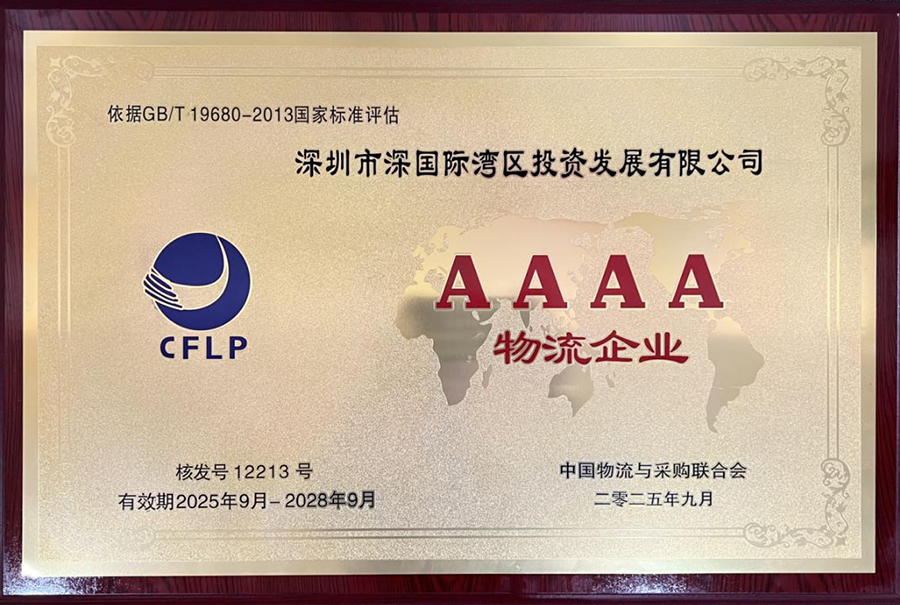 依据GB/T 19680-2013国家标准评估
深圳市深国际湾区投资发展有限公司
CFLP
AAAA
物流企业
核发号 12213 号
有效期2025年9月-2028年9月
中国物流与采购联合会
二零二五年九月